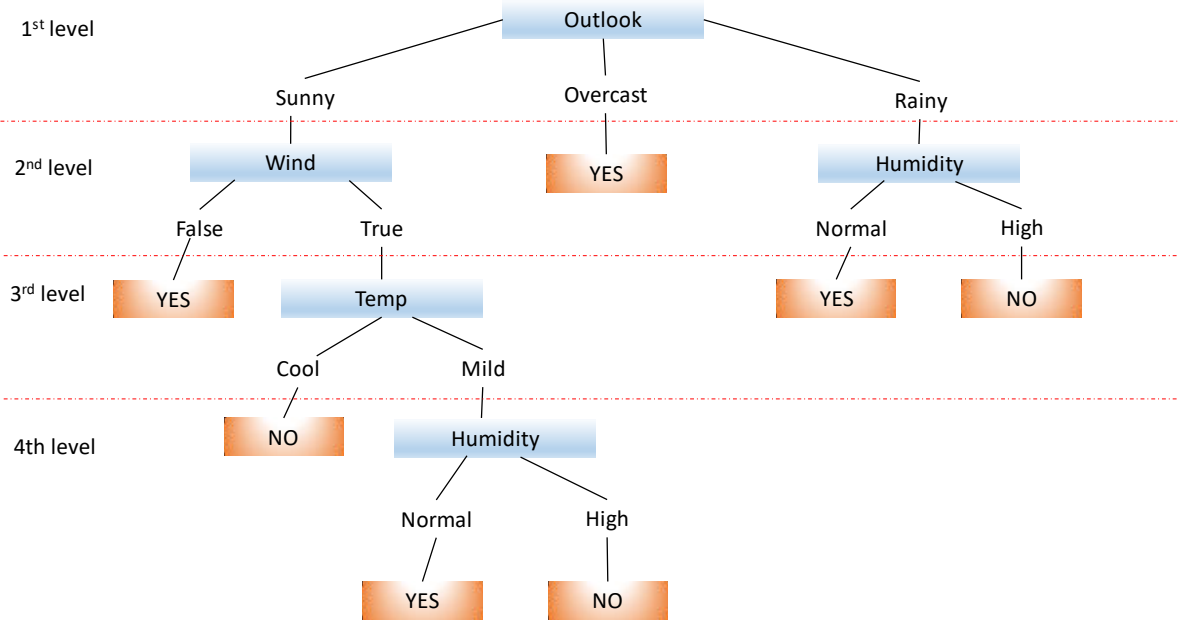 1st level
Outlook
Sunny
Overcast
Rainy
2nd level
Wind
YES
Humidity
False
True
Normal
High
3rd level
YES
Temp
YES
NO
Cool
Mild
4th level
NO
Humidity
Normal
High
YES
NO